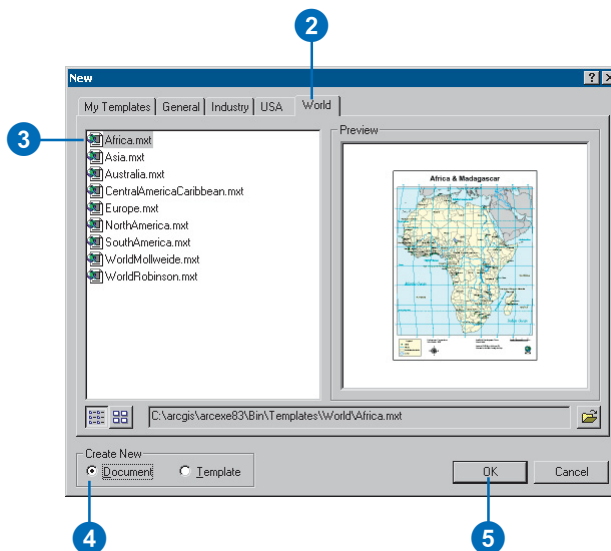 2
New
My Templates General Industry USA World
3
Preview
Africa.mxt
Asia.mxt
Australia.mxt
CentralAmericaCaribbean.mxt
Europe.mxt
NorthAmerica.mxt
SouthAmerica.mxt
WorldMollweide.mxt
WorldRobinson.mxt
Africa & Madagascar
C:\arcgis\arcexe83\Bin\Templates\World\Africa.mxt
Create New
Document Template
OK Cancel
4
5